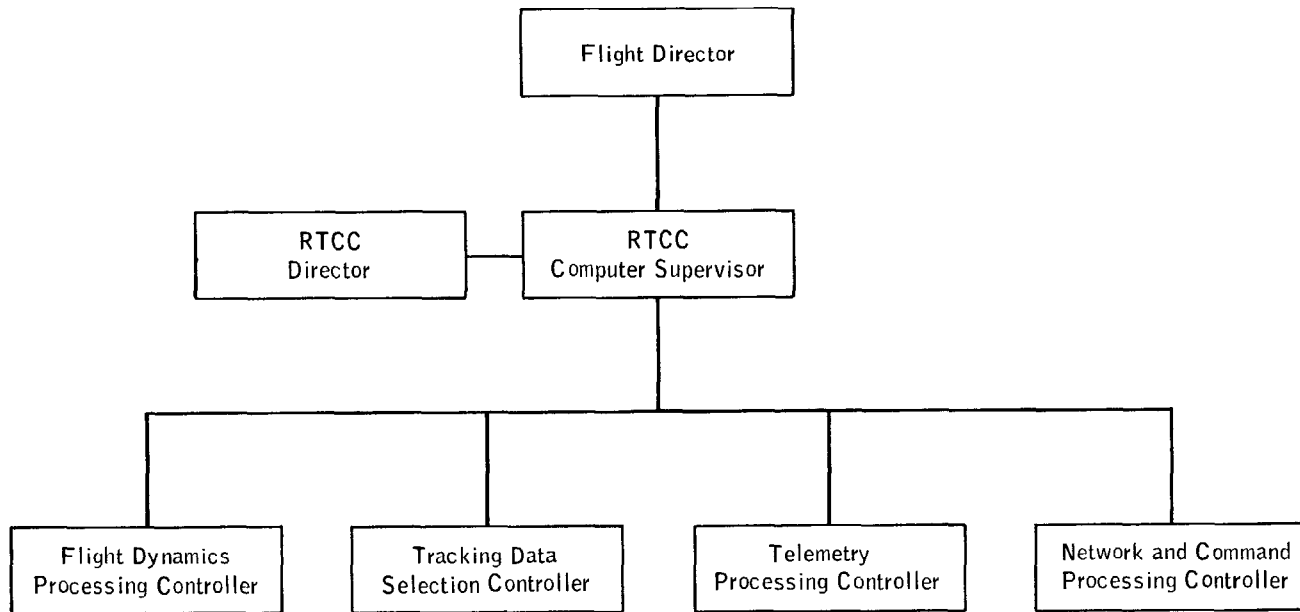 Flight Director
RTCC
Director
RTCC
Computer Supervisor
Flight Dynamics
Processing Controller
Tracking Data
Selection Controller
Telemetry
Processing Controller
Network and Command
Processing Controller